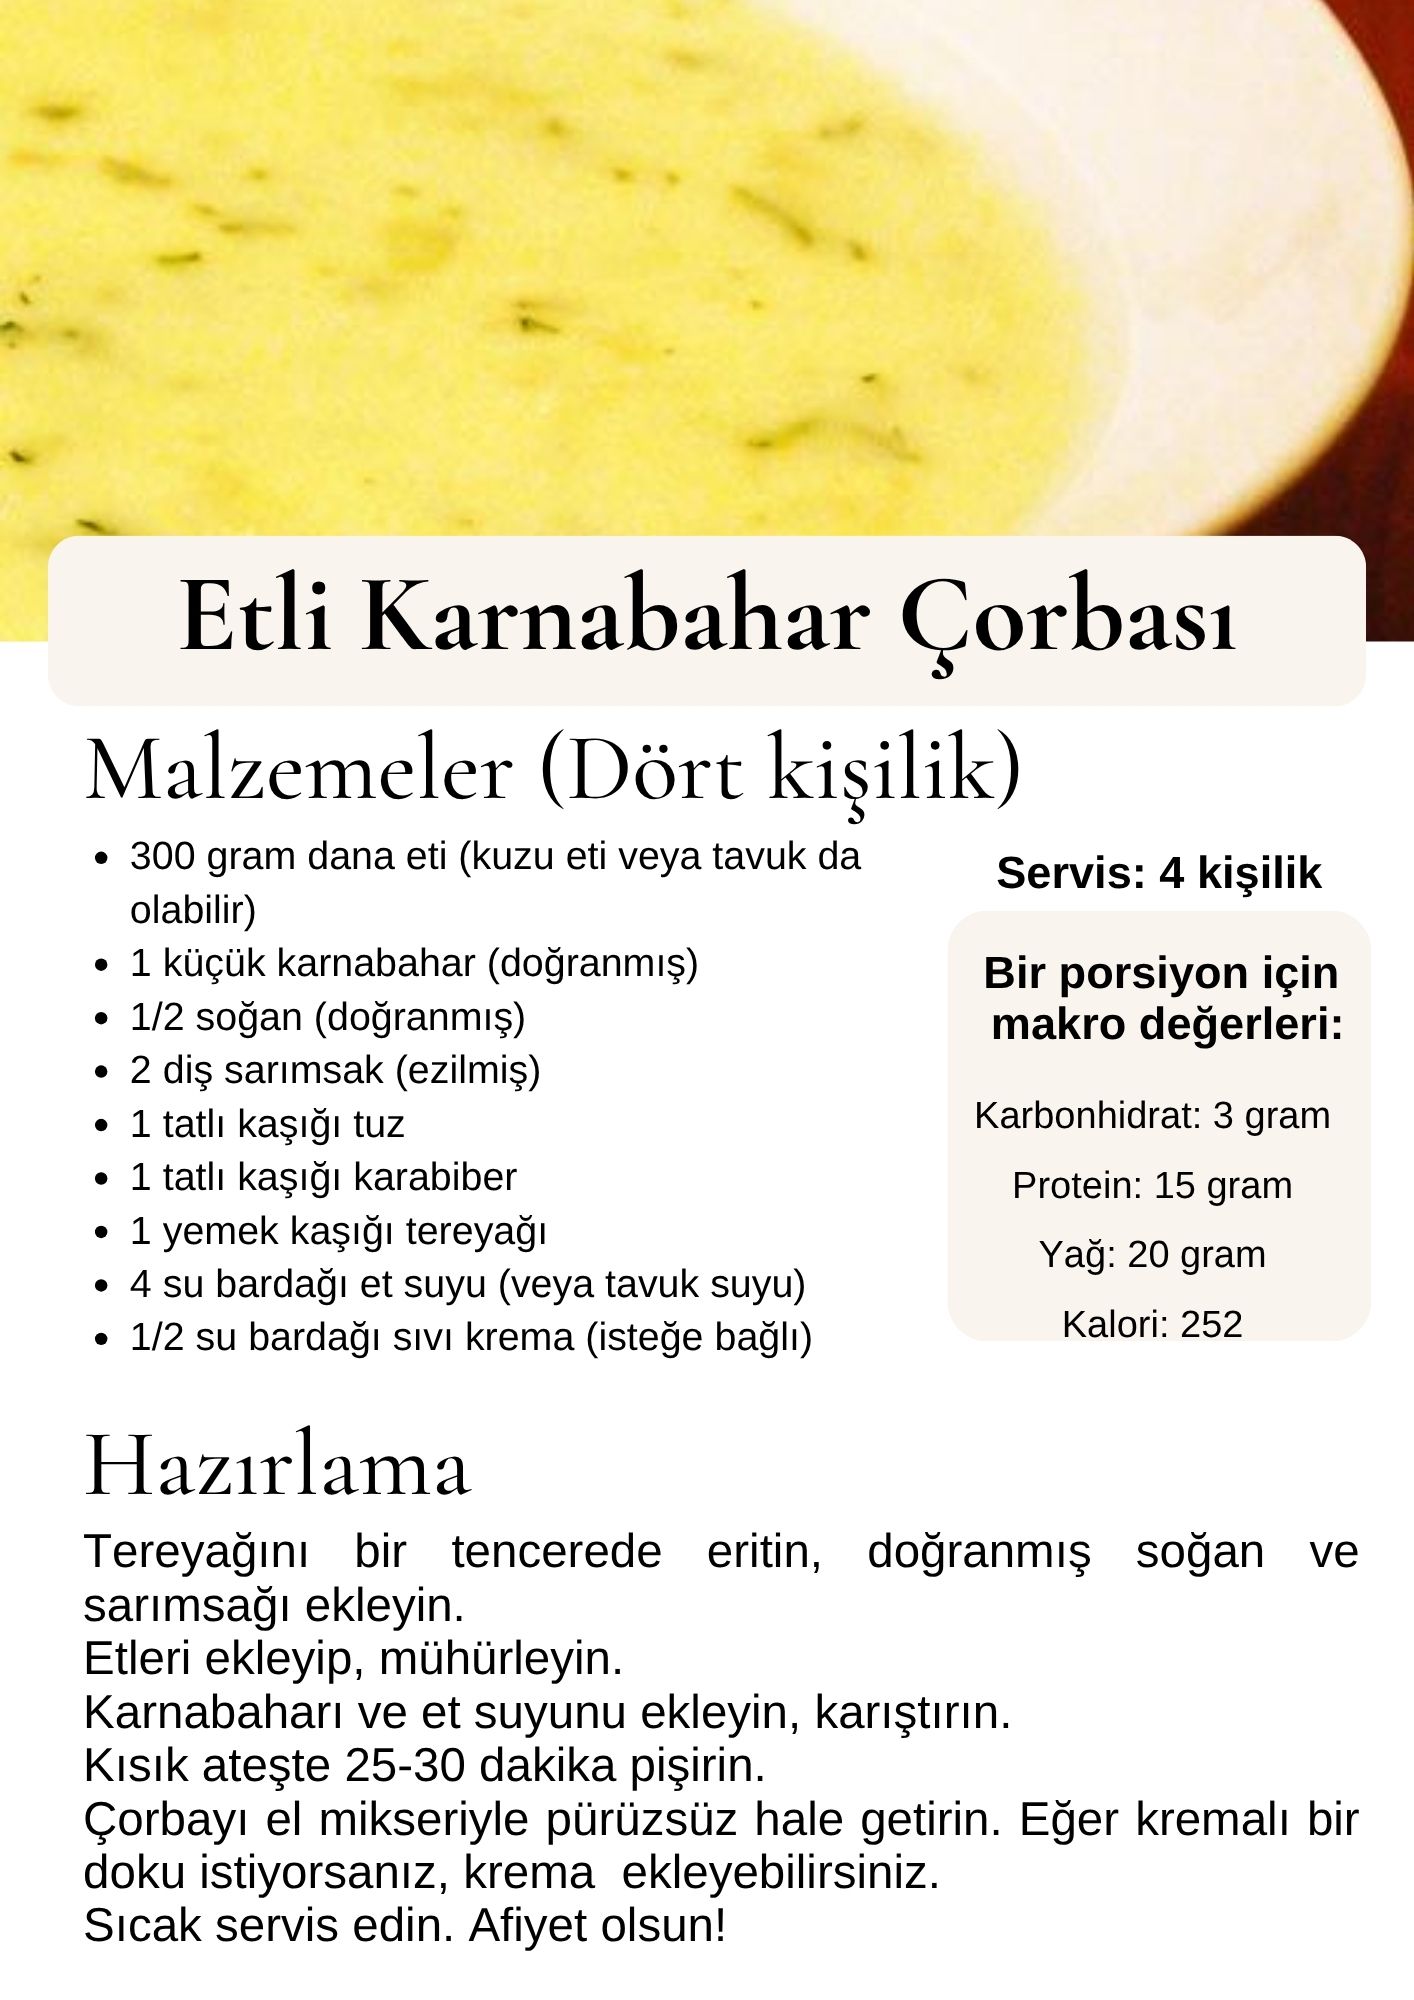 Etli Karnabahar Çorbası
Malzemeler (Dört kişilik)
• 300 gram dana eti (kuzu eti veya tavuk da
olabilir)
• 1 küçük karnabahar (doğranmış)
• 1/2 soğan (doğranmış)
• 2 diş sarımsak (ezilmiş)
• 1 tatlı kaşığı tuz
• 1 tatlı kaşığı karabiber
• 1 yemek kaşığı tereyağı
• 4 su bardağı et suyu (veya tavuk suyu)
• 1/2 su bardağı sıvı krema (isteğe bağlı)
Servis: 4 kişilik
Bir porsiyon için
makro değerleri:
Karbonhidrat: 3 gram
Protein: 15 gram
Yağ: 20 gram
Kalori: 252
Hazırlama
Tereyağını bir tencerede eritin, doğranmış soğan ve
sarımsağı ekleyin.
Etleri ekleyip, mühürleyin.
Karnabaharı ve et suyunu ekleyin, karıştırın.
Kısık ateşte 25-30 dakika pişirin.
Çorbayı el mikseriyle pürüzsüz hale getirin. Eğer kremalı bir
doku istiyorsanız, krema  ekleyebilirsiniz.
Sıcak servis edin. Afiyet olsun!